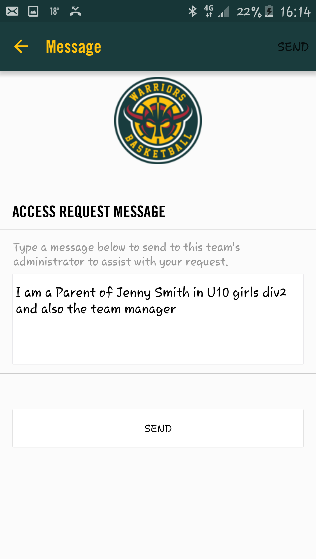 18°
4G
22%
16:14
Message
SEND
WARRIORS
BASKETBALL
ACCESS REQUEST MESSAGE
Type a message below to send to this team's
administrator to assist with your request.
I am a Parent of Jenny Smith in U10 girls div2
and also the team manager
SEND